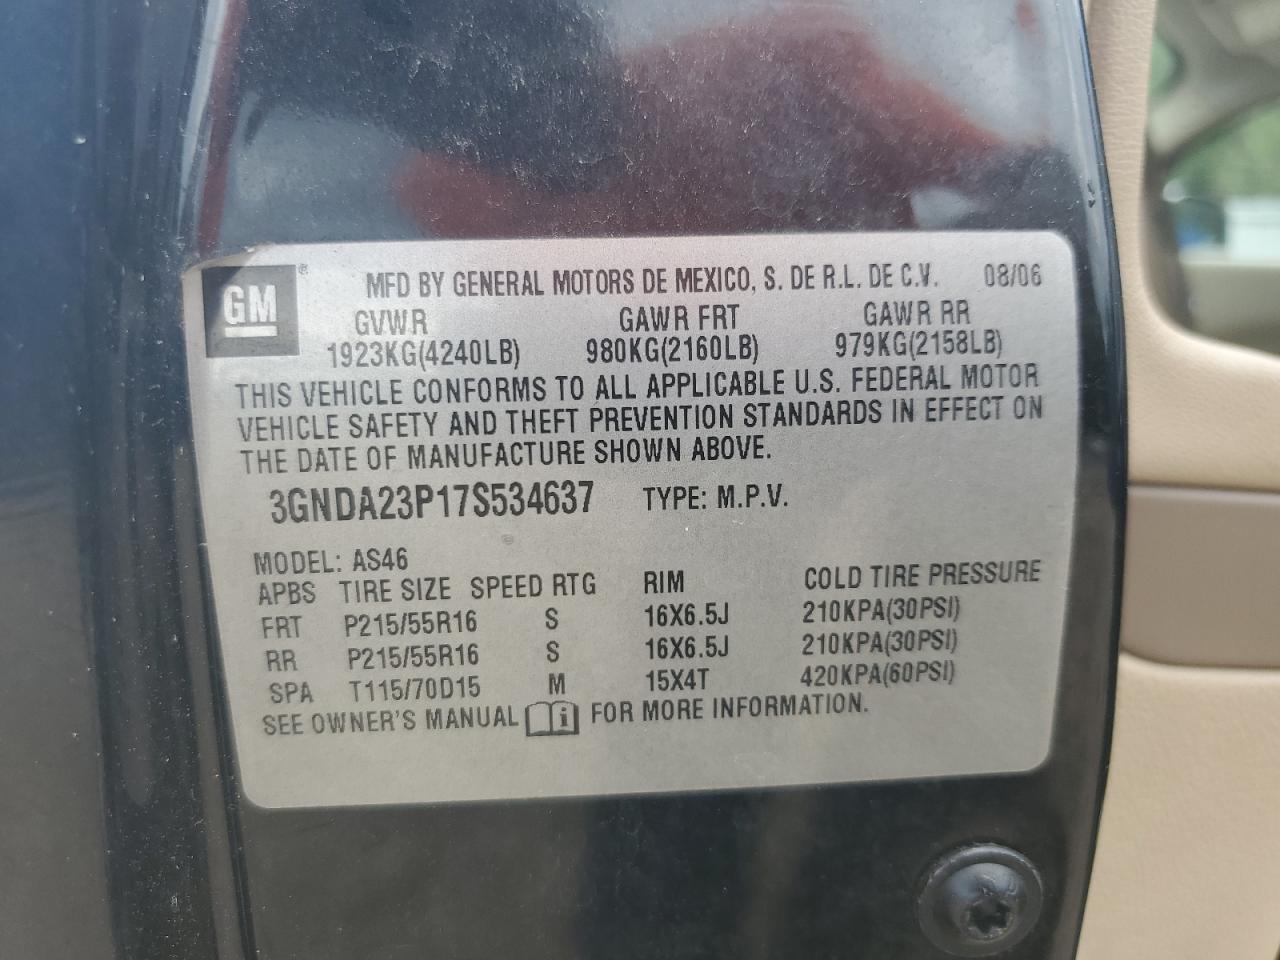 GM ® MFD BY GENERAL MOTORS DE MEXICO, S. DE R.L. DE C.V. 08/06
GVWR GAWR FRT GAWR RR
1923KG(4240LB) 980KG(2160LB) 979KG(2158LB)
THIS VEHICLE CONFORMS TO ALL APPLICABLE U.S. FEDERAL MOTOR
VEHICLE SAFETY AND THEFT PREVENTION STANDARDS IN EFFECT ON
THE DATE OF MANUFACTURE SHOWN ABOVE.
3GNDA23P17S534637 TYPE: M.P.V.
MODEL: AS46
APBS TIRE SIZE SPEED RTG RIM COLD TIRE PRESSURE
FRT P215/55R16 S 16X6.5J 210KPA(30PSI)
RR P215/55R16 S 16X6.5J 210KPA(30PSI)
SPA T115/70D15 M 15X4T 420KPA(60PSI)
SEE OWNER'S MANUAL i FOR MORE INFORMATION.